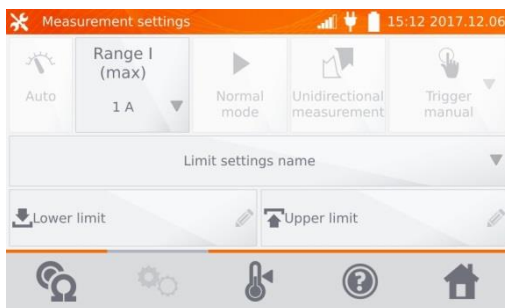 Measurement settings
15:12 2017.12.06
Auto
Range I
(max)
1 A
Normal
mode
Unidirectional
measurement
Trigger
manual
Limit settings name
Lower limit
Upper limit